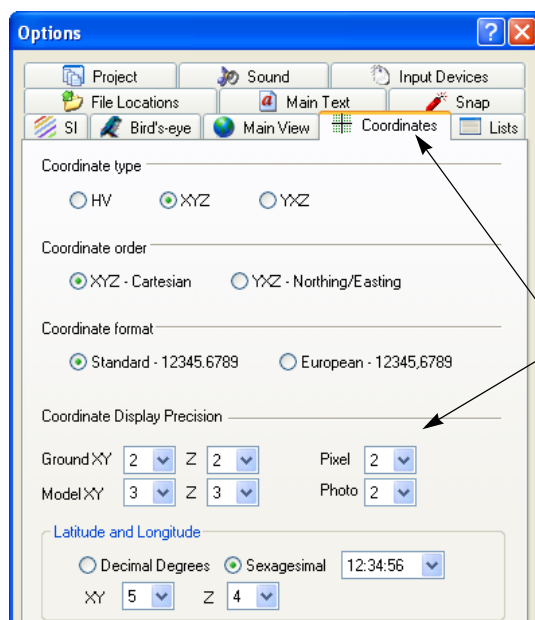 Options
Project Sound Input Devices
File Locations Main Text Snap
SI Bird's-eye Main View Coordinates Lists
Coordinate type
HV XYZ YXZ
Coordinate order
XYZ - Cartesian YXZ - Northing/Easting
Coordinate format
Standard - 12345.6789 European - 12345,6789
Coordinate Display Precision
Ground XY 2 Z 2 Pixel 2
Model XY 3 Z 3 Photo 2
Latitude and Longitude
Decimal Degrees Sexagesimal 12:34:56
XY 5 Z 4